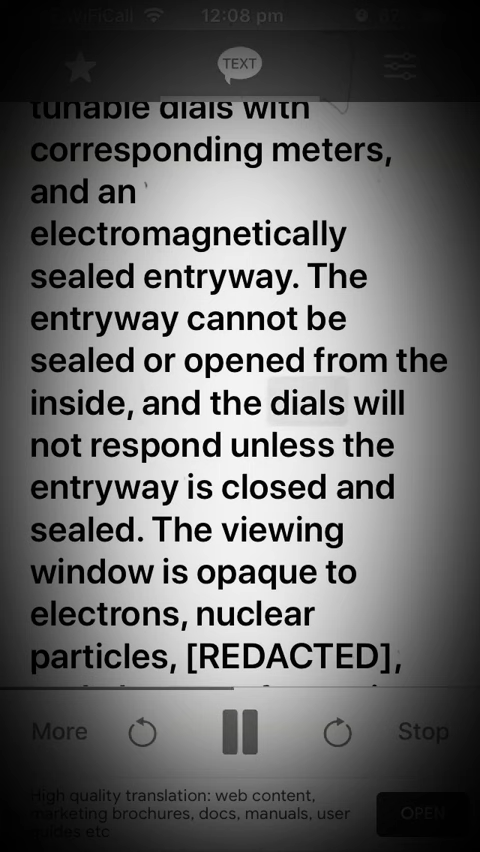 WiFiCall
12:08 pm
TEXT
tunable dials with
corresponding meters,
and an
electromagnetically
sealed entryway. The
entryway cannot be
sealed or opened from the
inside, and the dials will
not respond unless the
entryway is closed and
sealed. The viewing
window is opaque to
electrons, nuclear
particles, [REDACTED],
More
Stop
High quality translation: web content,
marketing brochures, docs, manuals, user
guides etc
OPEN